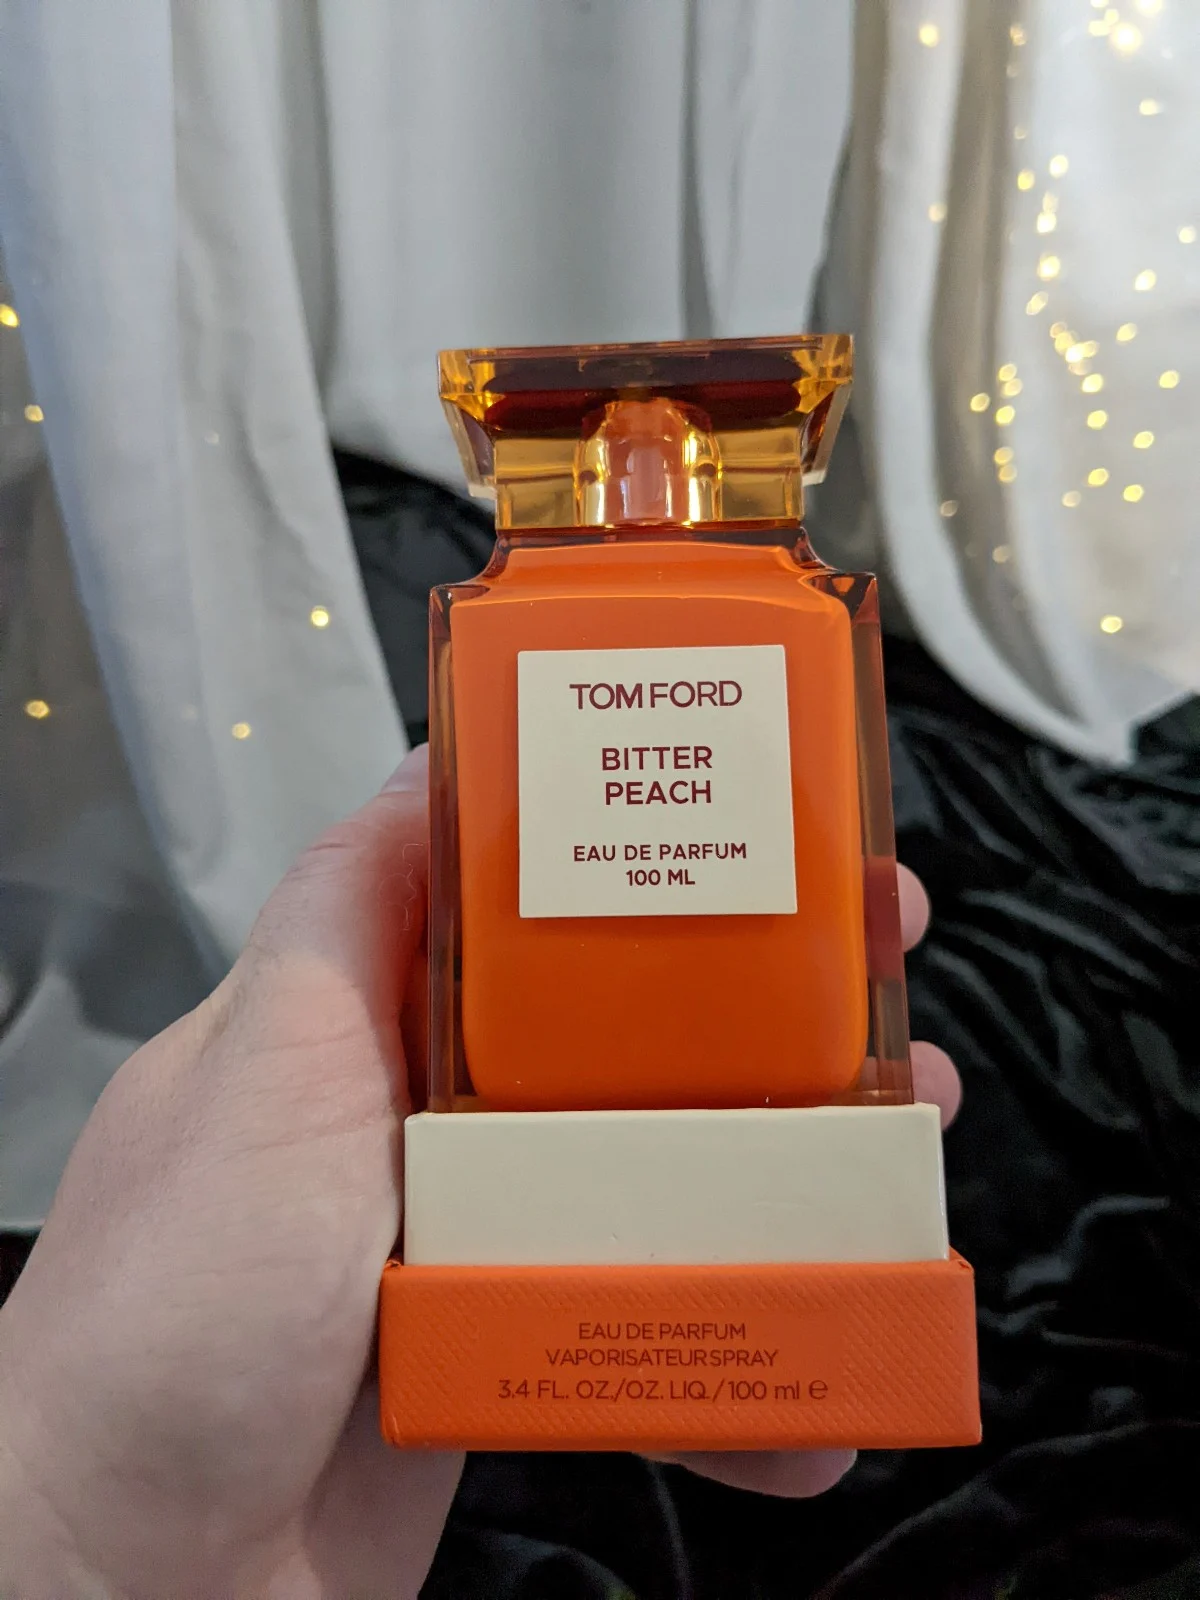 TOM FORD
BITTER
PEACH
EAU DE PARFUM
100 ML
EAU DE PARFUM
VAPORISATEUR SPRAY
3.4 FL. OZ./OZ. LIQ./100 ml ℮